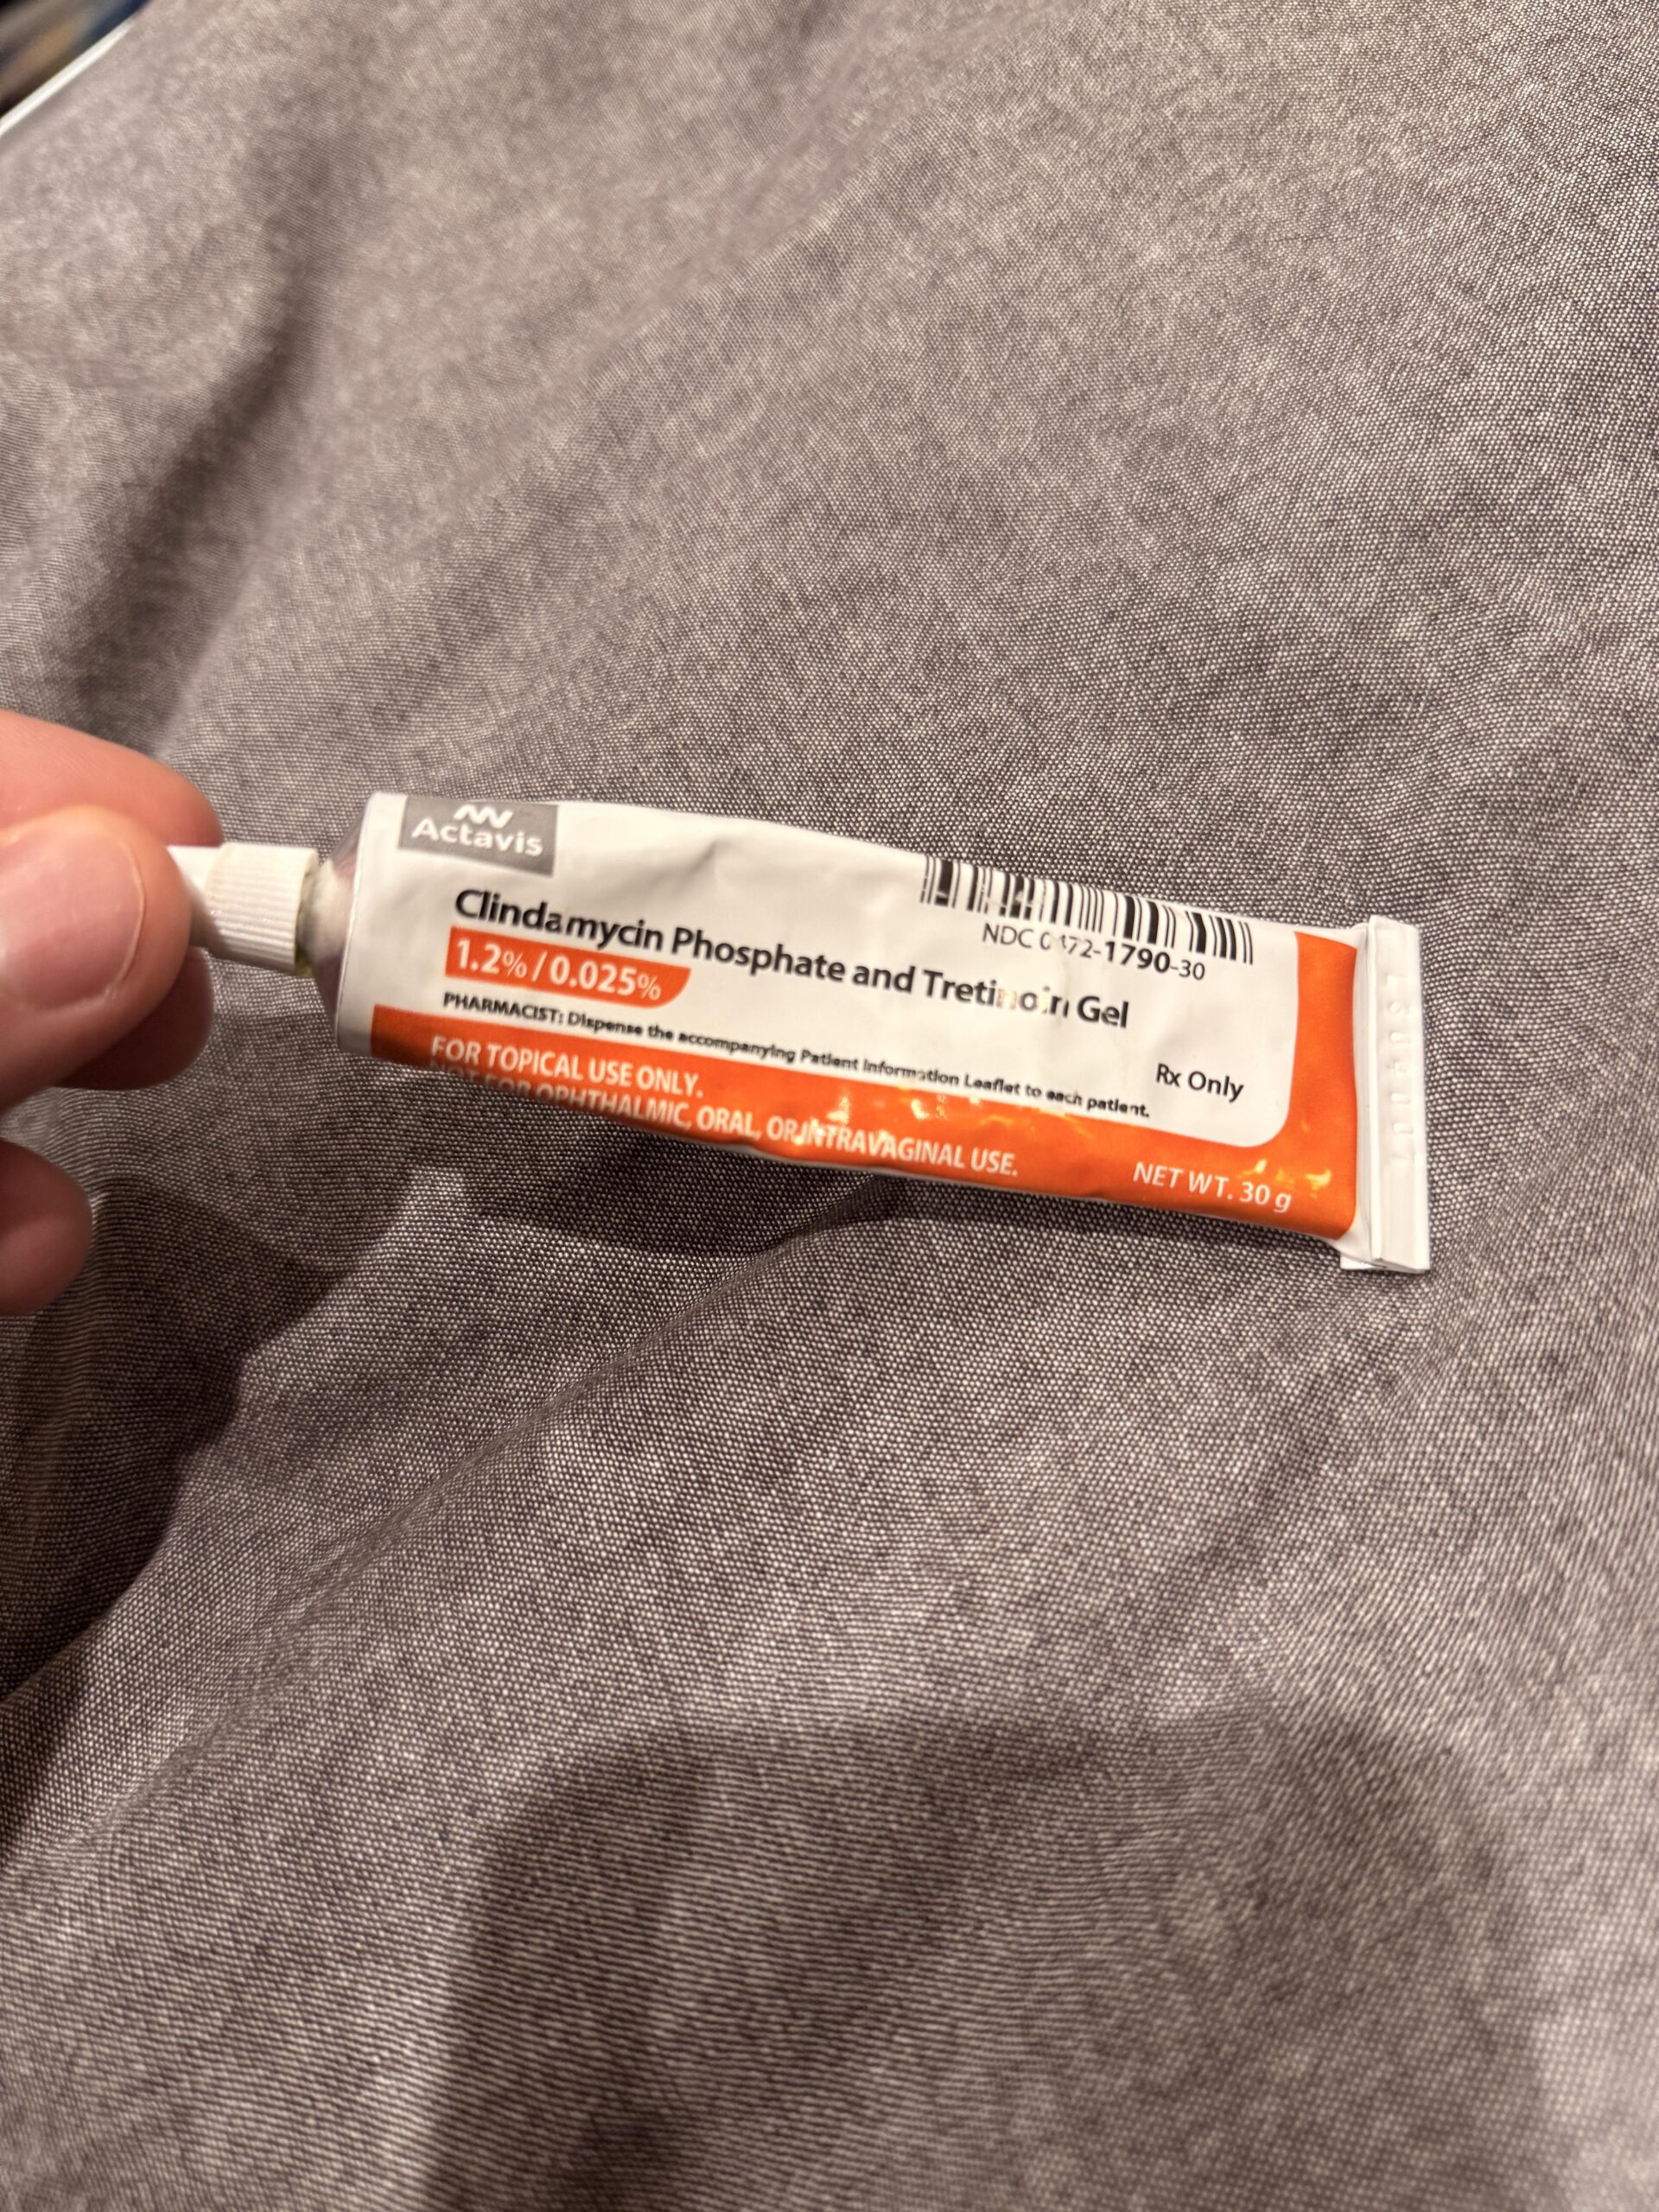 Actavis
NDC 0472-1790-30
Clindamycin Phosphate and Tretinoin Gel
1.2% / 0.025%
PHARMACIST: Dispense the accompanying Patient Information Leaflet to each patient.
Rx Only
FOR TOPICAL USE ONLY.
NOT FOR OPHTHALMIC, ORAL, OR INTRAVAGINAL USE.
NET WT. 30 g